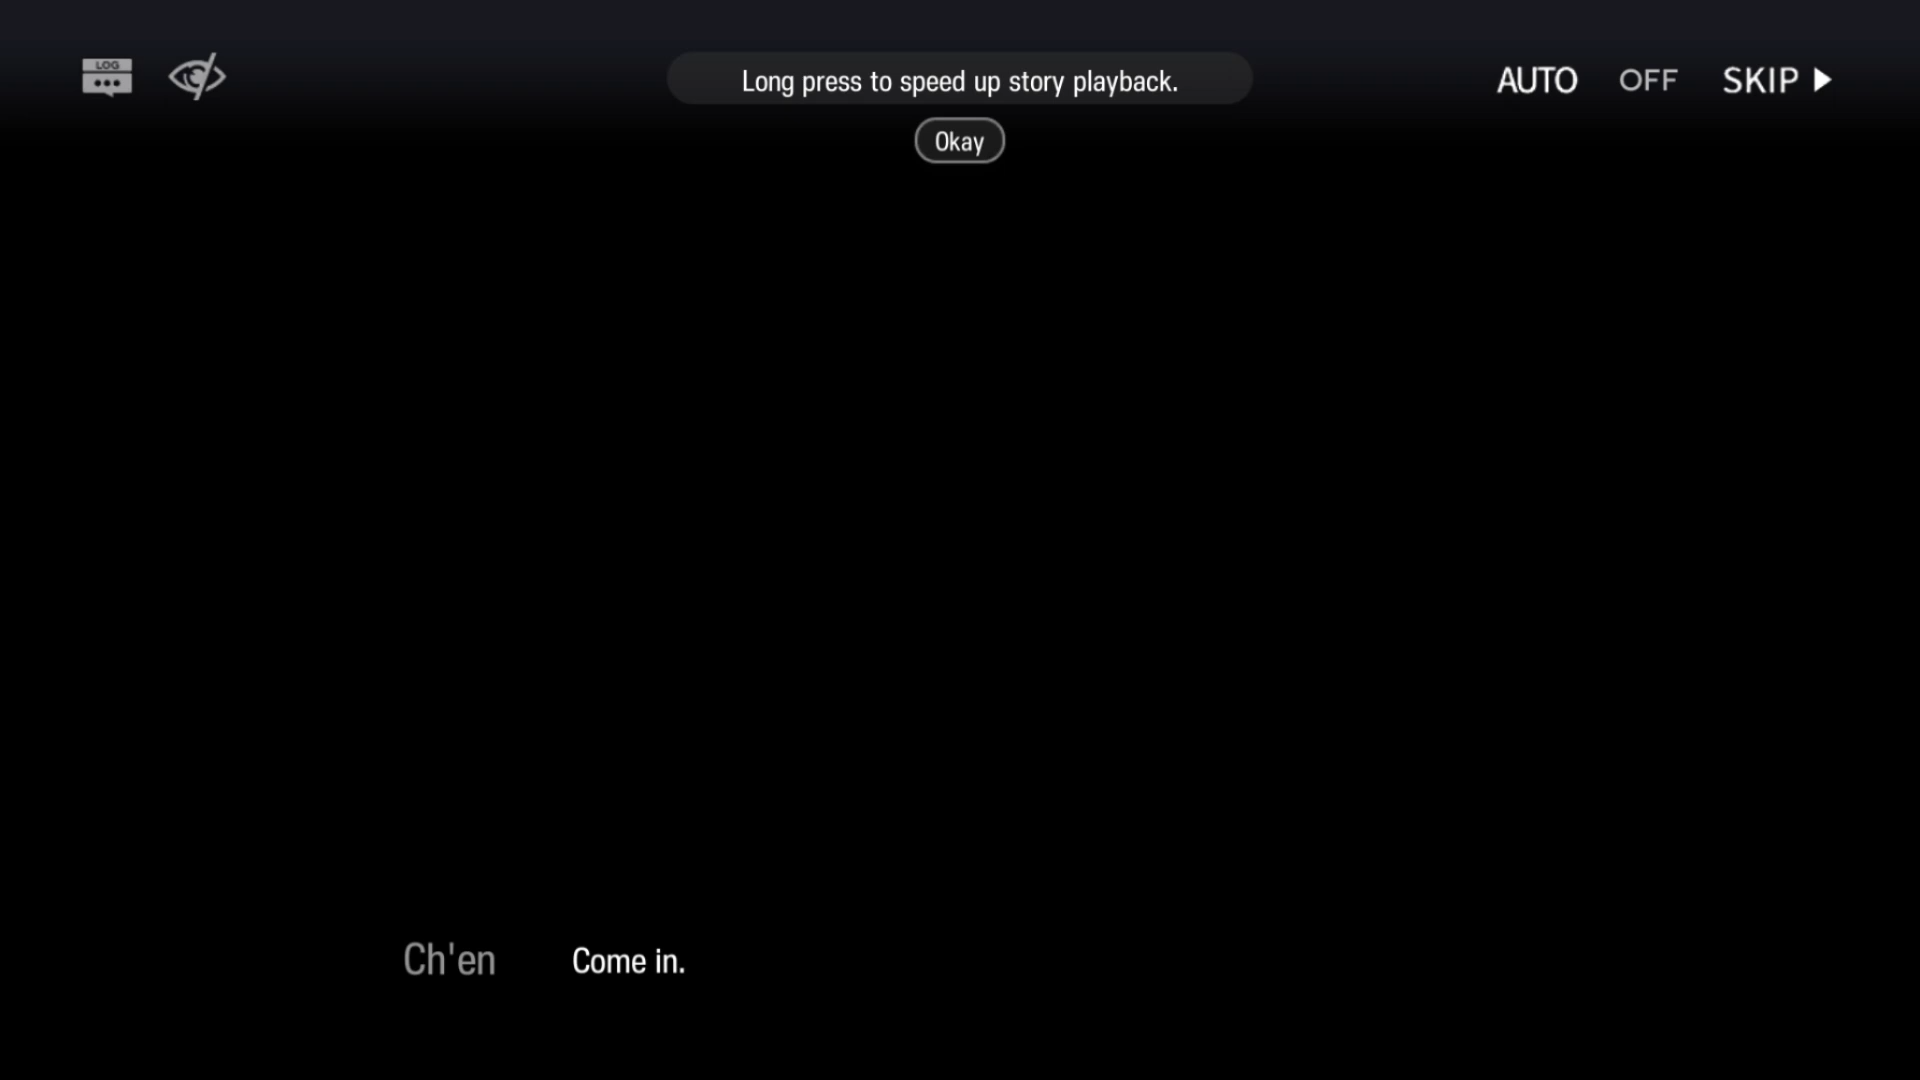 LOG
Long press to speed up story playback.
AUTO OFF SKIP
Okay
Ch'en Come in.